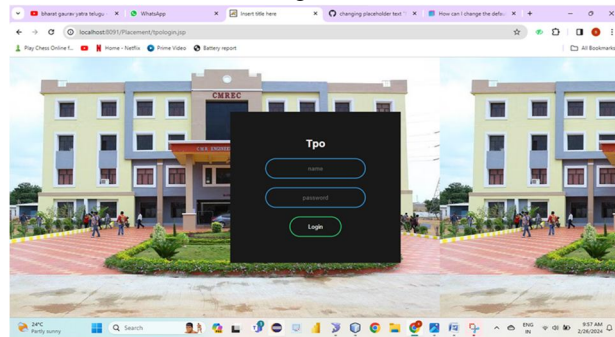 bharat gaurav yatra telugu
WhatsApp
Insert title here
changing placeholder text
How can I change the defau
localhost:8091/Placement/tpologin.jsp
Play Chess Online f...
Home - Netflix
Prime Video
Battery report
All Bookmarks
CMREC
Tpo
name
password
Login
24°C
Partly sunny
Search
ENG
IN
9:57 AM
2/26/2024